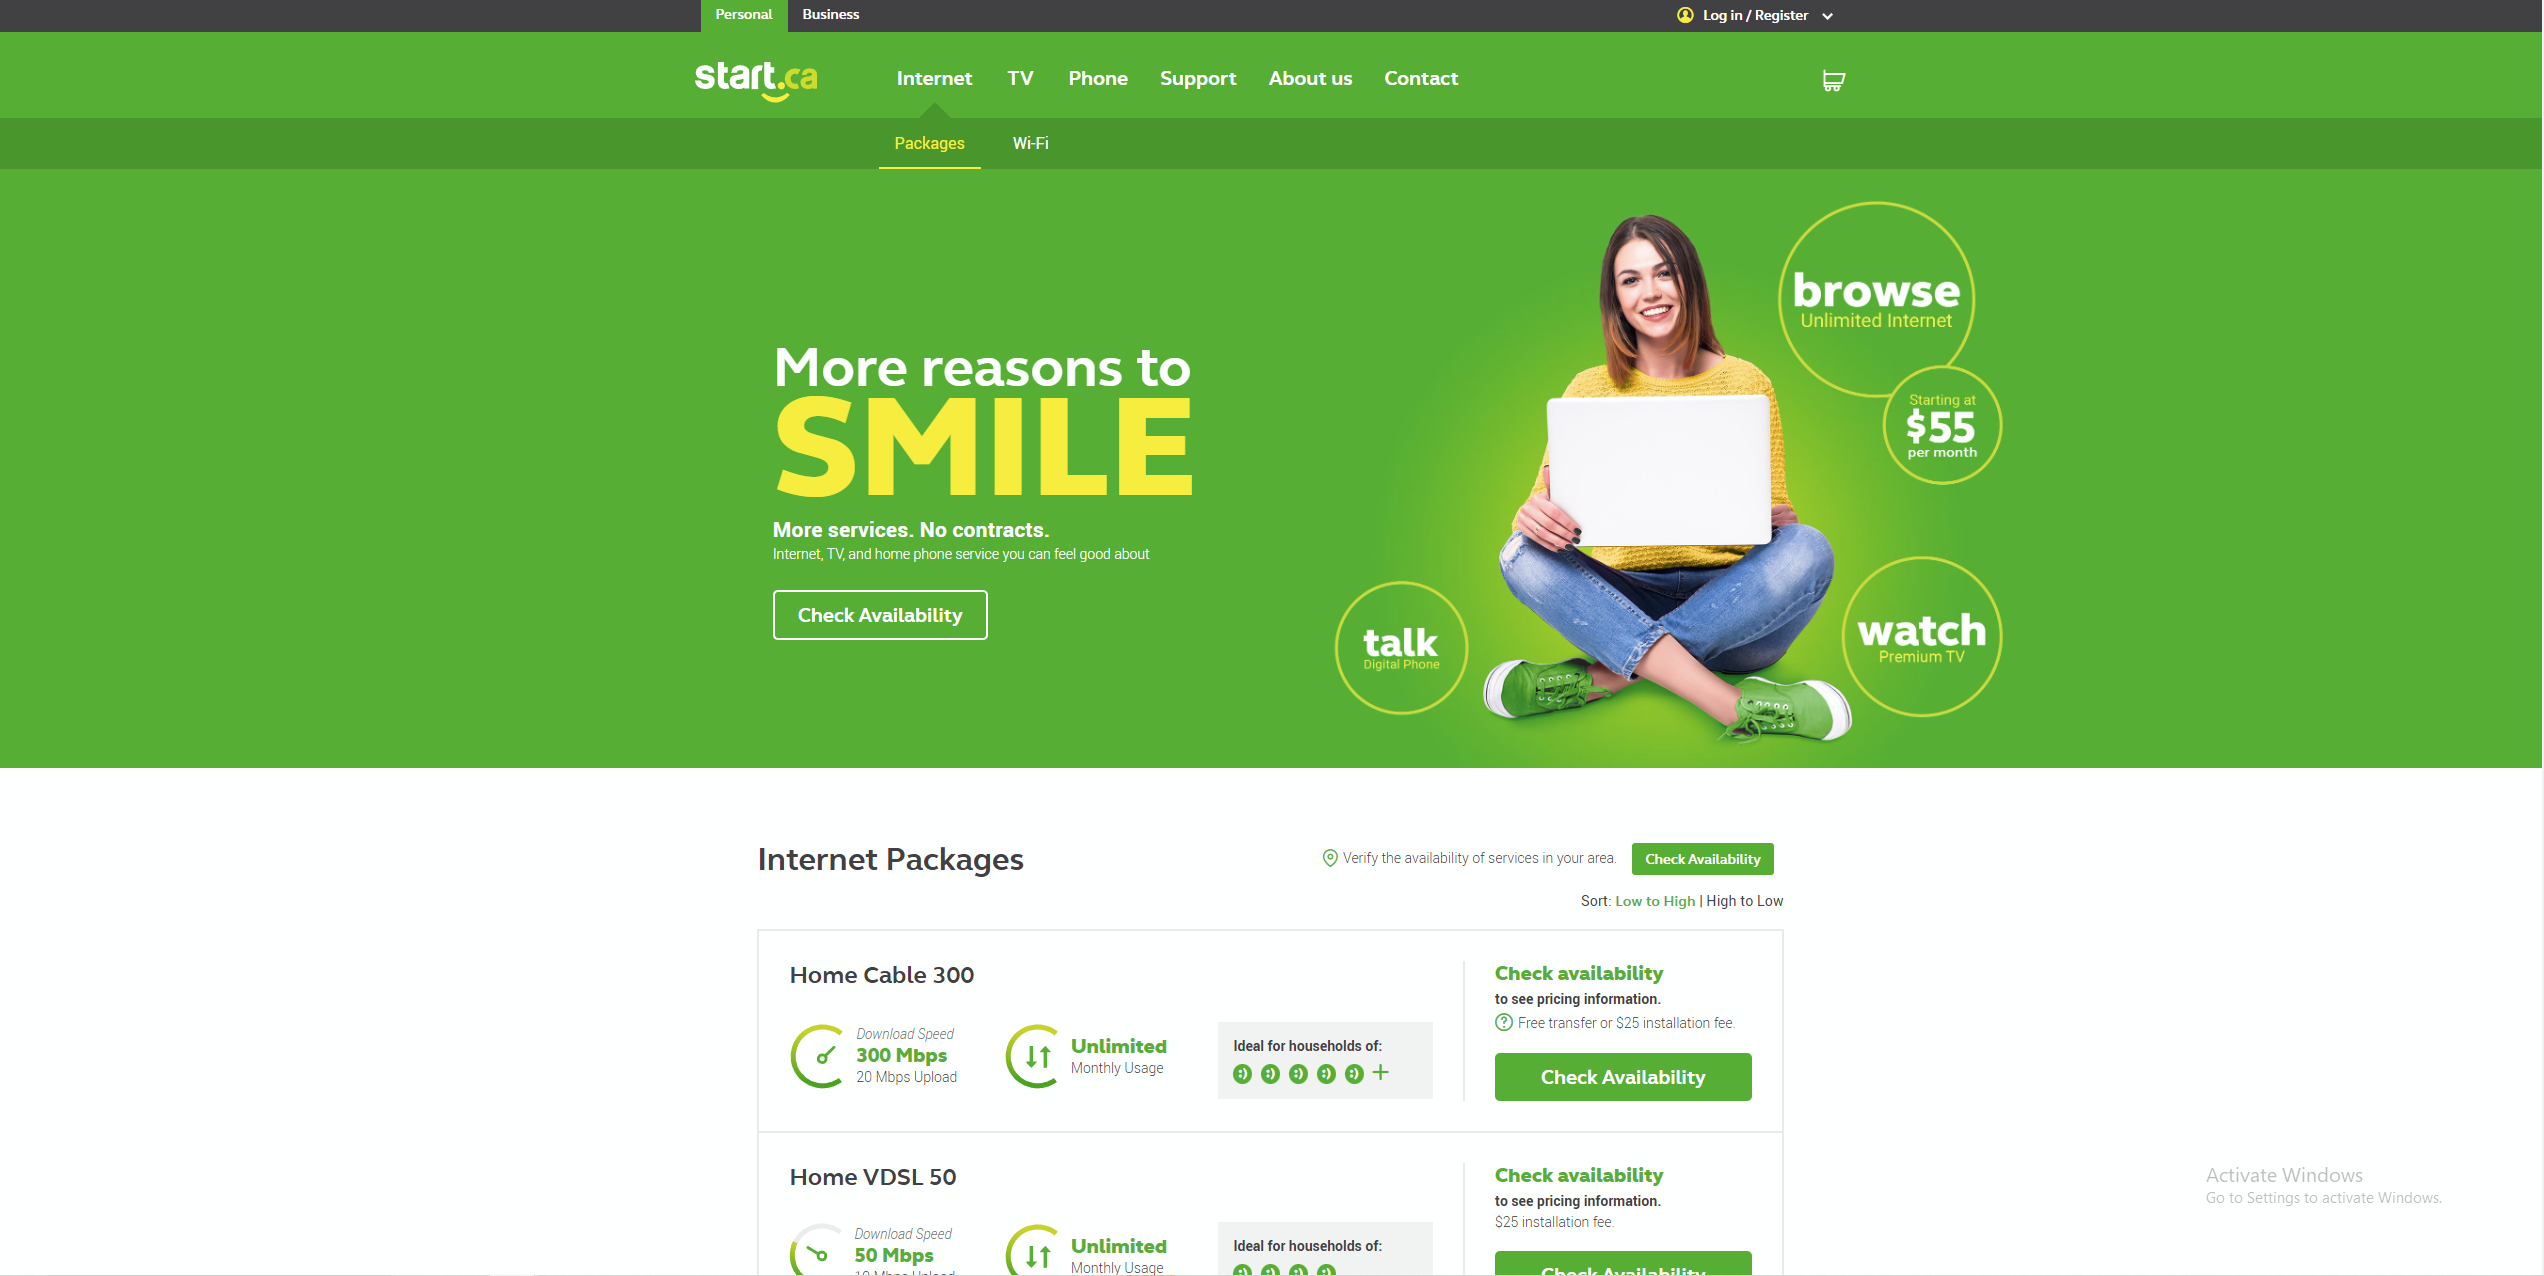 Personal Business
Log in / Register
start.ca
Internet TV Phone Support About us Contact
Packages Wi-Fi
More reasons to
SMILE
More services. No contracts.
Internet, TV, and home phone service you can feel good about
Check Availability
browse
Unlimited Internet
Starting at
$55
per month
talk
Digital Phone
watch
Premium TV
Internet Packages
Verify the availability of services in your area. Check Availability
Sort: Low to High | High to Low
Home Cable 300
Download Speed
300 Mbps
20 Mbps Upload
Unlimited
Monthly Usage
Ideal for households of:
Check availability
to see pricing information.
Free transfer or $25 installation fee.
Check Availability
Home VDSL 50
Download Speed
50 Mbps
10 Mbps Upload
Unlimited
Monthly Usage
Ideal for households of:
Check availability
to see pricing information.
$25 installation fee.
Check Availability
Activate Windows
Go to Settings to activate Windows.